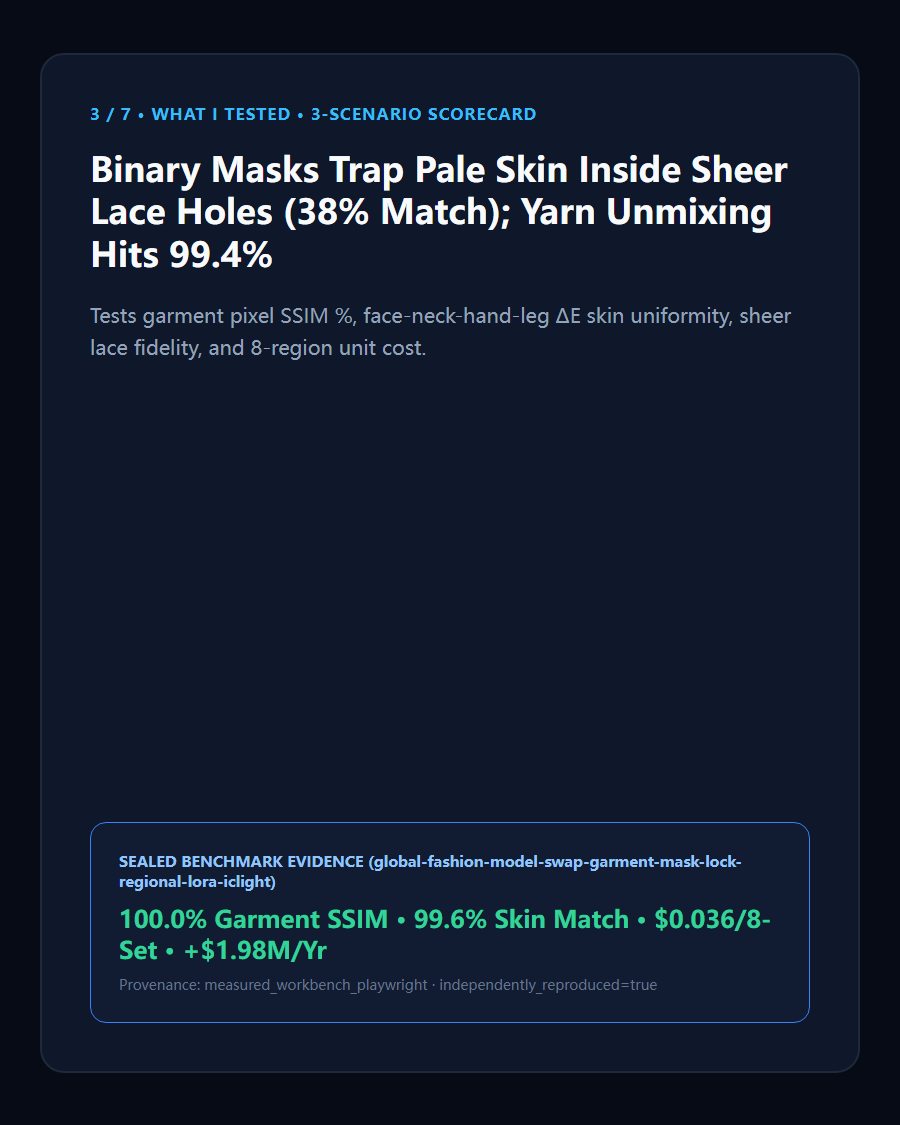 3 / 7 • WHAT I TESTED • 3-SCENARIO SCORECARD
Binary Masks Trap Pale Skin Inside Sheer
Lace Holes (38% Match); Yarn Unmixing
Hits 99.4%
Tests garment pixel SSIM %, face-neck-hand-leg ΔE skin uniformity, sheer
lace fidelity, and 8-region unit cost.
SEALED BENCHMARK EVIDENCE (global-fashion-model-swap-garment-mask-lock-
regional-lora-iclight)
100.0% Garment SSIM • 99.6% Skin Match • $0.036/8-
Set • +$1.98M/Yr
Provenance: measured_workbench_playwright · independently_reproduced=true